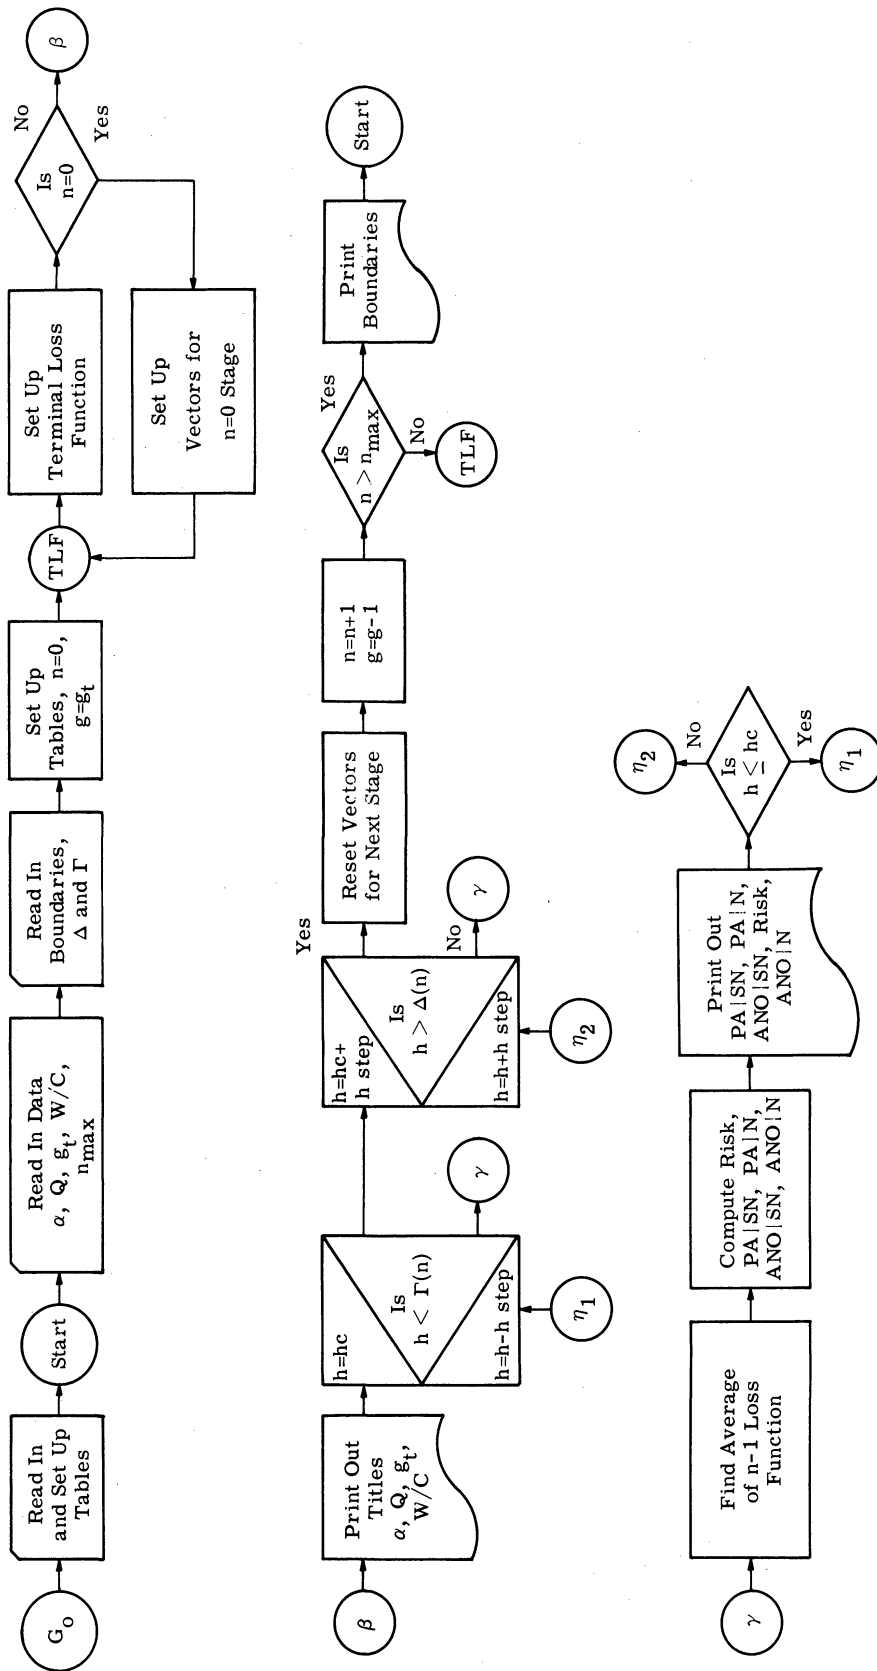 G₀
Read In
and Set Up
Tables
Start
Read In Data
α, Q, gₜ, W/C,
n_max
Read In
Boundaries,
Δ and Γ
Set Up
Tables, n=0,
g=gₜ
TLF
Set Up
Terminal Loss
Function
Is
n=0
No
β
Yes
Set Up
Vectors for
n=0 Stage
β
Print Out
Titles
α, Q, gₜ,
W/C
h=hc
Is
h < Γ(n)
h=h-h step
η₁
γ
h=hc+
h step
Is
h > Δ(n)
h=h+h step
η₂
Yes
No
γ
Reset Vectors
for Next Stage
n=n+1
g=g-1
Is
n > n_max
Yes
No
TLF
Print
Boundaries
Start
γ
Find Average
of n-1 Loss
Function
Compute Risk,
PA|SN, PA|N,
ANO|SN, ANO|N
Print Out
PA|SN, PA|N,
ANO|SN, Risk,
ANO|N
Is
h ≤ hc
No
η₂
Yes
η₁